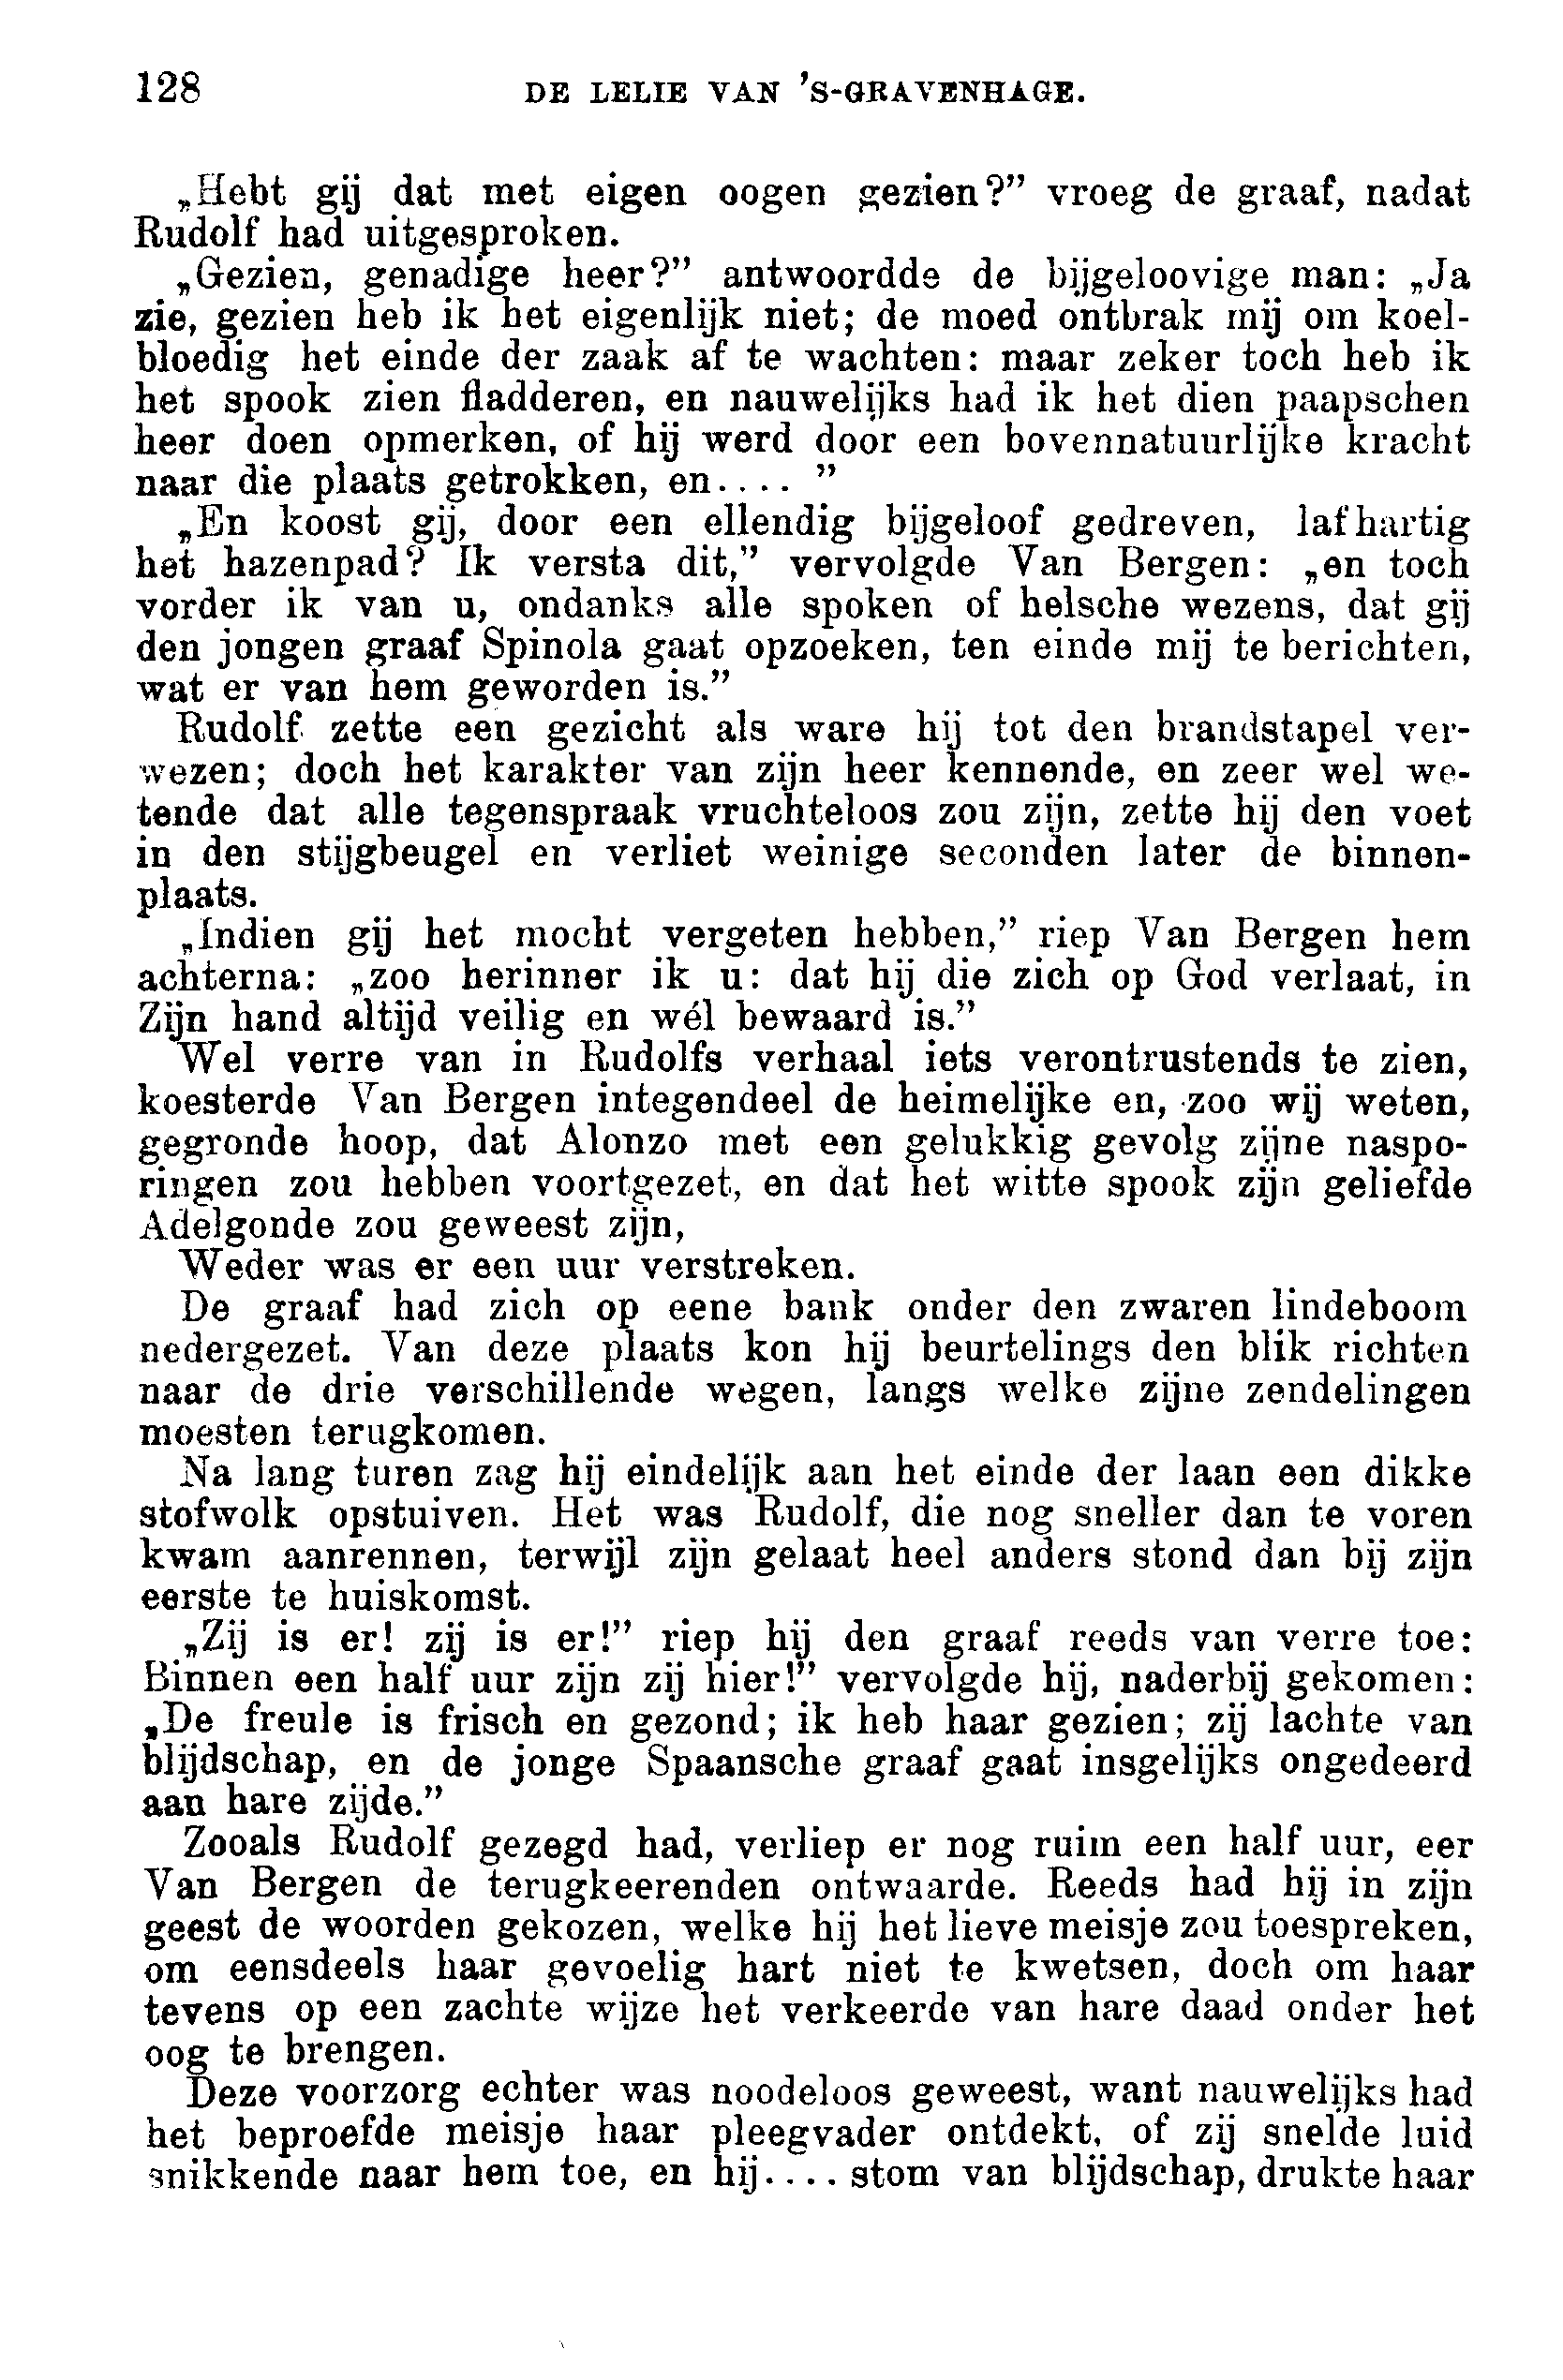 128 DE LELIE VAN 'S-GRAVENHAGE.
„Hebt gij dat met eigen oogen gezien?” vroeg de graaf, nadat
Rudolf had uitgesproken.
„Gezien, genadige heer?” antwoordde de bijgeloovige man: „Ja
zie, gezien heb ik het eigenlijk niet; de moed ontbrak mij om koel-
bloedig het einde der zaak af te wachten: maar zeker toch heb ik
het spook zien fladderen, en nauwelijks had ik het dien paapschen
heer doen opmerken, of hij werd door een bovennatuurlijke kracht
naar die plaats getrokken, en.... ”
„En koost gij, door een ellendig bijgeloof gedreven, lafhartig
het hazenpad? Ik versta dit,” vervolgde Van Bergen: „en toch
vorder ik van u, ondanks alle spoken of helsche wezens, dat gij
den jongen graaf Spinola gaat opzoeken, ten einde mij te berichten,
wat er van hem geworden is.”
Rudolf zette een gezicht als ware hij tot den brandstapel ver-
wezen; doch het karakter van zijn heer kennende, en zeer wel we-
tende dat alle tegenspraak vruchteloos zou zijn, zette hij den voet
in den stijgbeugel en verliet weinige seconden later de binnen-
plaats.
„Indien gij het mocht vergeten hebben,” riep Van Bergen hem
achterna: „zoo herinner ik u: dat hij die zich op God verlaat, in
Zijn hand altijd veilig en wél bewaard is.”
Wel verre van in Rudolfs verhaal iets verontrustends te zien,
koesterde Van Bergen integendeel de heimelijke en, zoo wij weten,
gegronde hoop, dat Alonzo met een gelukkig gevolg zijne naspo-
ringen zou hebben voortgezet, en dat het witte spook zijn geliefde
Adelgonde zou geweest zijn,
Weder was er een uur verstreken.
De graaf had zich op eene bank onder den zwaren lindeboom
nedergezet. Van deze plaats kon hij beurtelings den blik richten
naar de drie verschillende wegen, langs welke zijne zendelingen
moesten terugkomen.
Na lang turen zag hij eindelijk aan het einde der laan een dikke
stofwolk opstuiven. Het was Rudolf, die nog sneller dan te voren
kwam aanrennen, terwijl zijn gelaat heel anders stond dan bij zijn
eerste te huiskomst.
„Zij is er! zij is er!” riep hij den graaf reeds van verre toe:
Binnen een half uur zijn zij hier!” vervolgde hij, naderbij gekomen:
„De freule is frisch en gezond; ik heb haar gezien; zij lachte van
blijdschap, en de jonge Spaansche graaf gaat insgelijks ongedeerd
aan hare zijde.”
Zooals Rudolf gezegd had, verliep er nog ruim een half uur, eer
Van Bergen de terugkeerenden ontwaarde. Reeds had hij in zijn
geest de woorden gekozen, welke hij het lieve meisje zou toespreken,
om eensdeels haar gevoelig hart niet te kwetsen, doch om haar
tevens op een zachte wijze het verkeerde van hare daad onder het
oog te brengen.
Deze voorzorg echter was noodeloos geweest, want nauwelijks had
het beproefde meisje haar pleegvader ontdekt, of zij snelde luid
snikkende naar hem toe, en hij.... stom van blijdschap, drukte haar